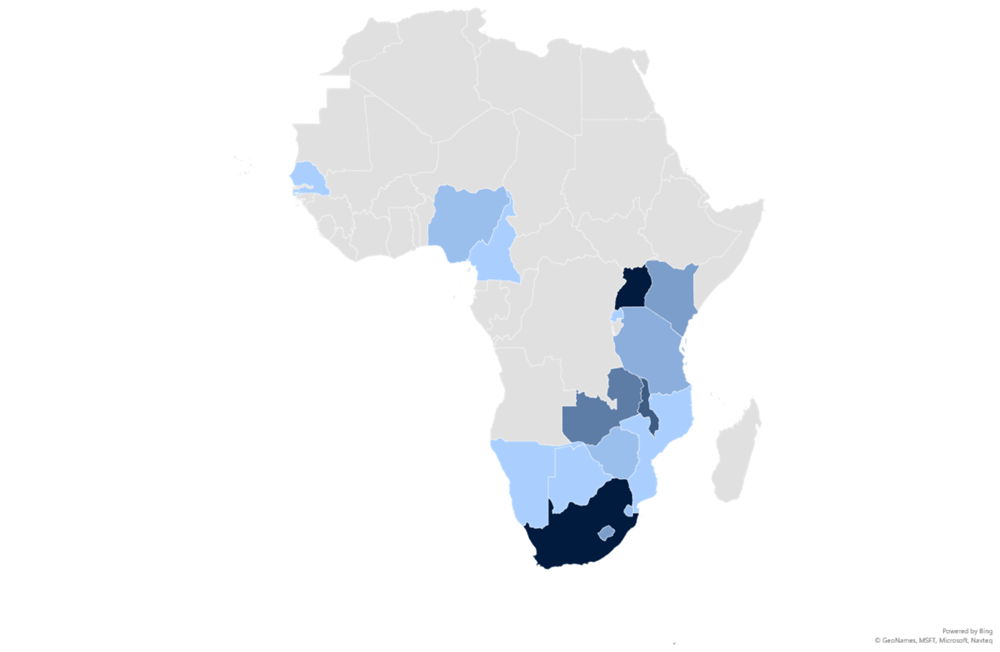 Powered by Bing
© GeoNames, MSFT, Microsoft, Navteq